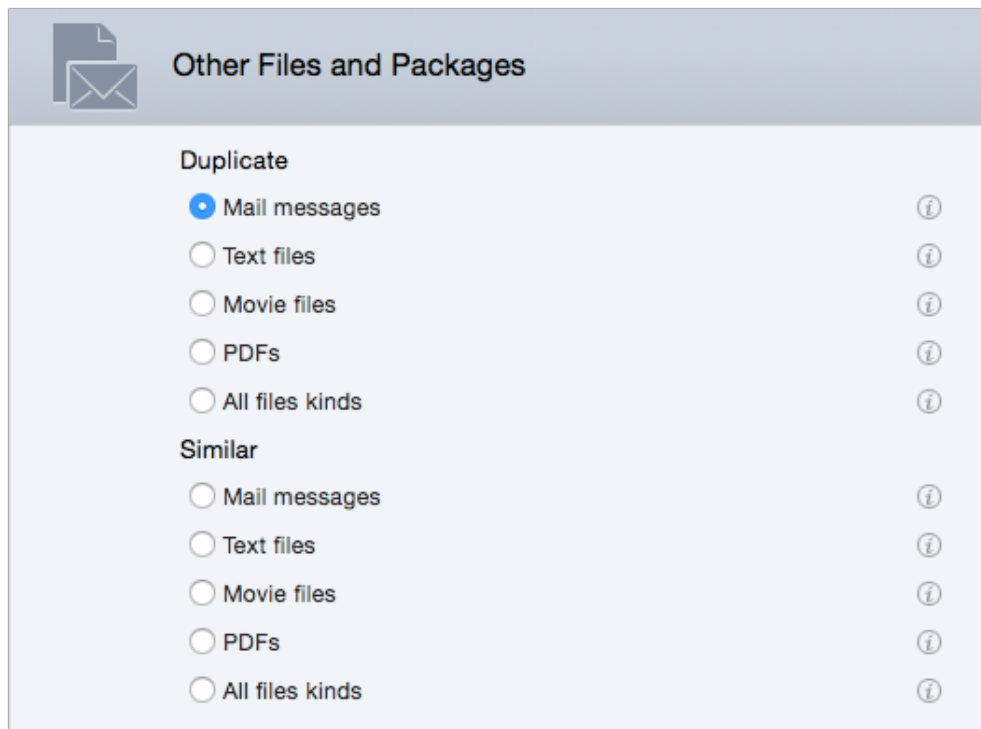 Other Files and Packages
Duplicate
Mail messages
Text files
Movie files
PDFs
All files kinds
Similar
Mail messages
Text files
Movie files
PDFs
All files kinds